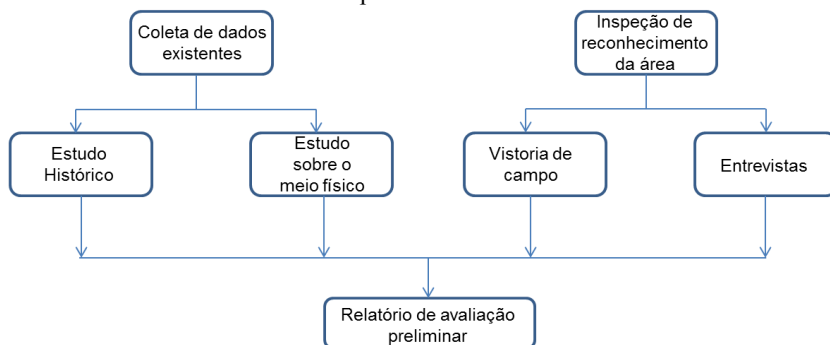 Coleta de dados
existentes
Inspeção de
reconhecimento
da área
Estudo
Histórico
Estudo
sobre o
meio físico
Vistoria de
campo
Entrevistas
Relatório de avaliação
preliminar